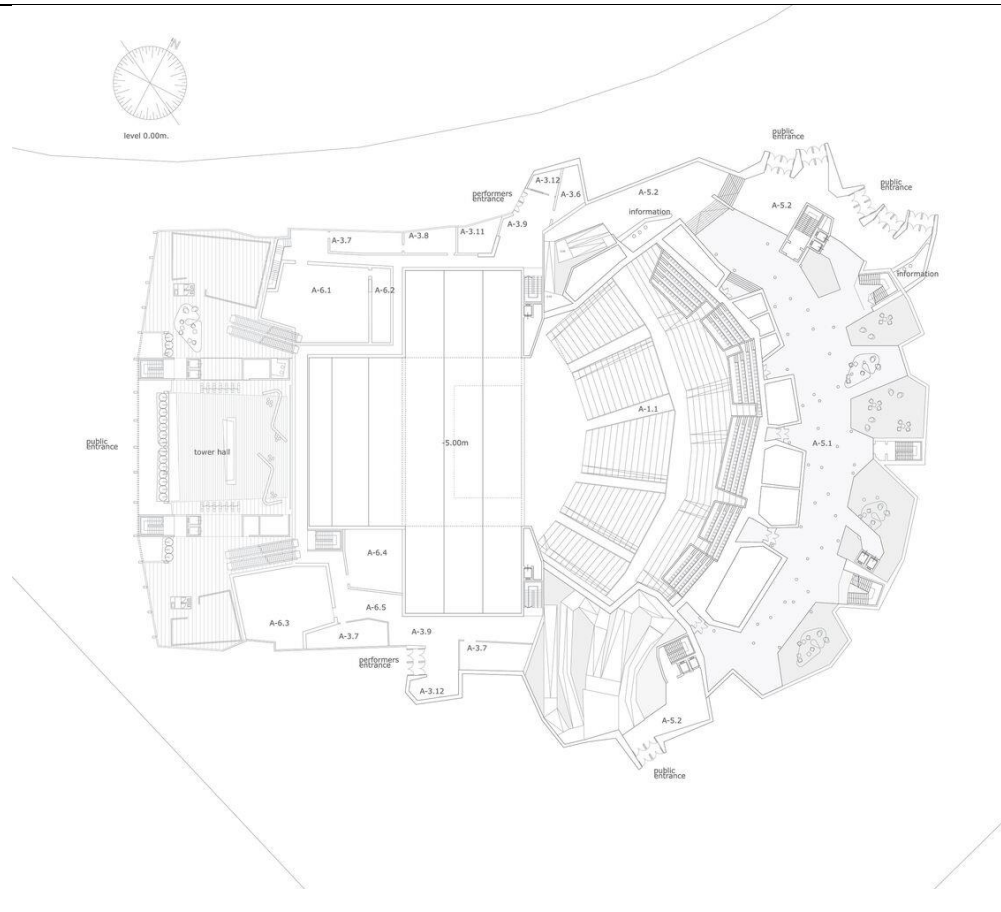 N
level 0.00m.
public
entrance
public
entrance
A-3.12
A-3.6
A-5.2
performers
entrance
A-5.2
information
A-3.9
A-3.11
A-3.8
A-3.7
information
A-6.1
A-6.2
A-1.1
public
entrance
-5.00m
A-5.1
tower hall
A-6.4
A-6.5
A-6.3
A-3.7
A-3.9
A-3.7
performers
entrance
A-3.12
A-5.2
public
entrance